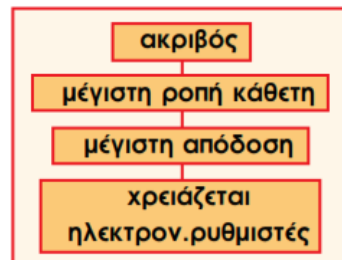 ακριβός
μέγιστη ροπή κάθετη
μέγιστη απόδοση
χρειάζεται
ηλεκτρον.ρυθμιστές